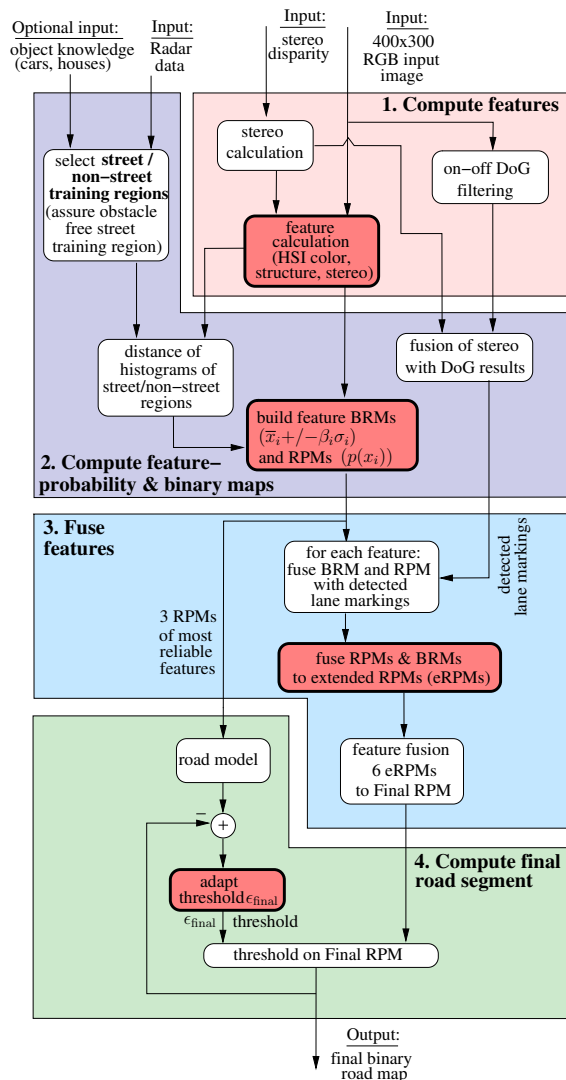 Optional input:
object knowledge
(cars, houses)
Input:
Radar
data
Input:
stereo
disparity
Input:
400x300
RGB input
image
1. Compute features
stereo
calculation
on-off DoG
filtering
select street /
non-street
training regions
(assure obstacle
free street
training region)
feature
calculation
(HSI color,
structure, stereo)
distance of
histograms of
street/non-street
regions
fusion of stereo
with DoG results
build feature BRMs
(x̅ᵢ+/−βᵢσᵢ)
and RPMs (p(xᵢ))
2. Compute feature–
probability & binary maps
3. Fuse
features
for each feature:
fuse BRM and RPM
with detected
lane markings
detected
lane markings
3 RPMs
of most
reliable
features
fuse RPMs & BRMs
to extended RPMs (eRPMs)
road model
feature fusion
6 eRPMs
to Final RPM
−
+
4. Compute final
road segment
adapt
threshold ϵfinal
ϵfinal threshold
threshold on Final RPM
Output:
final binary
road map